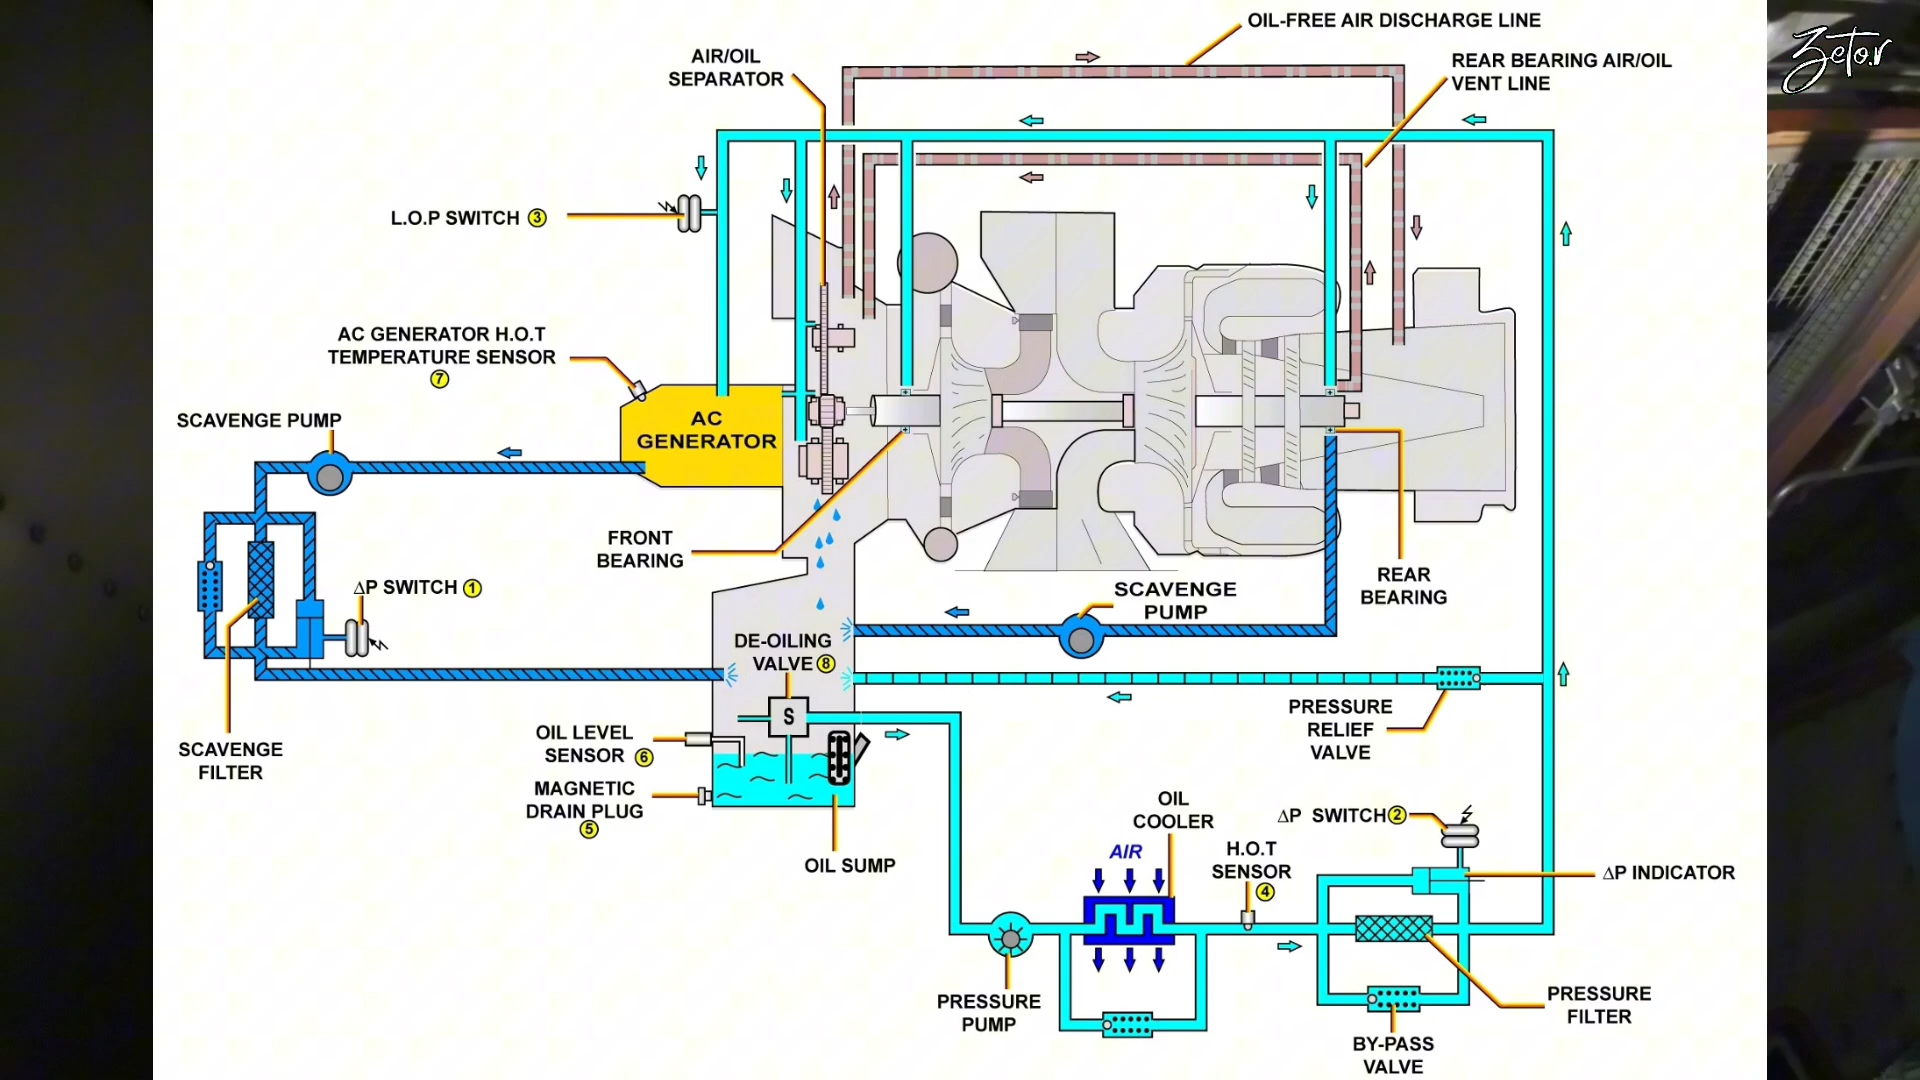 OIL-FREE AIR DISCHARGE LINE
Zeto.r
AIR/OIL
SEPARATOR
REAR BEARING AIR/OIL
VENT LINE
L.O.P SWITCH 3
AC GENERATOR H.O.T
TEMPERATURE SENSOR
7
SCAVENGE PUMP
AC
GENERATOR
FRONT
BEARING
ΔP SWITCH 1
REAR
BEARING
SCAVENGE
PUMP
DE-OILING
VALVE 8
S
PRESSURE
RELIEF
VALVE
OIL LEVEL
SENSOR 6
SCAVENGE
FILTER
MAGNETIC
DRAIN PLUG
5
OIL SUMP
OIL
COOLER
AIR
H.O.T
SENSOR
4
ΔP SWITCH 2
ΔP INDICATOR
PRESSURE
PUMP
PRESSURE
FILTER
BY-PASS
VALVE